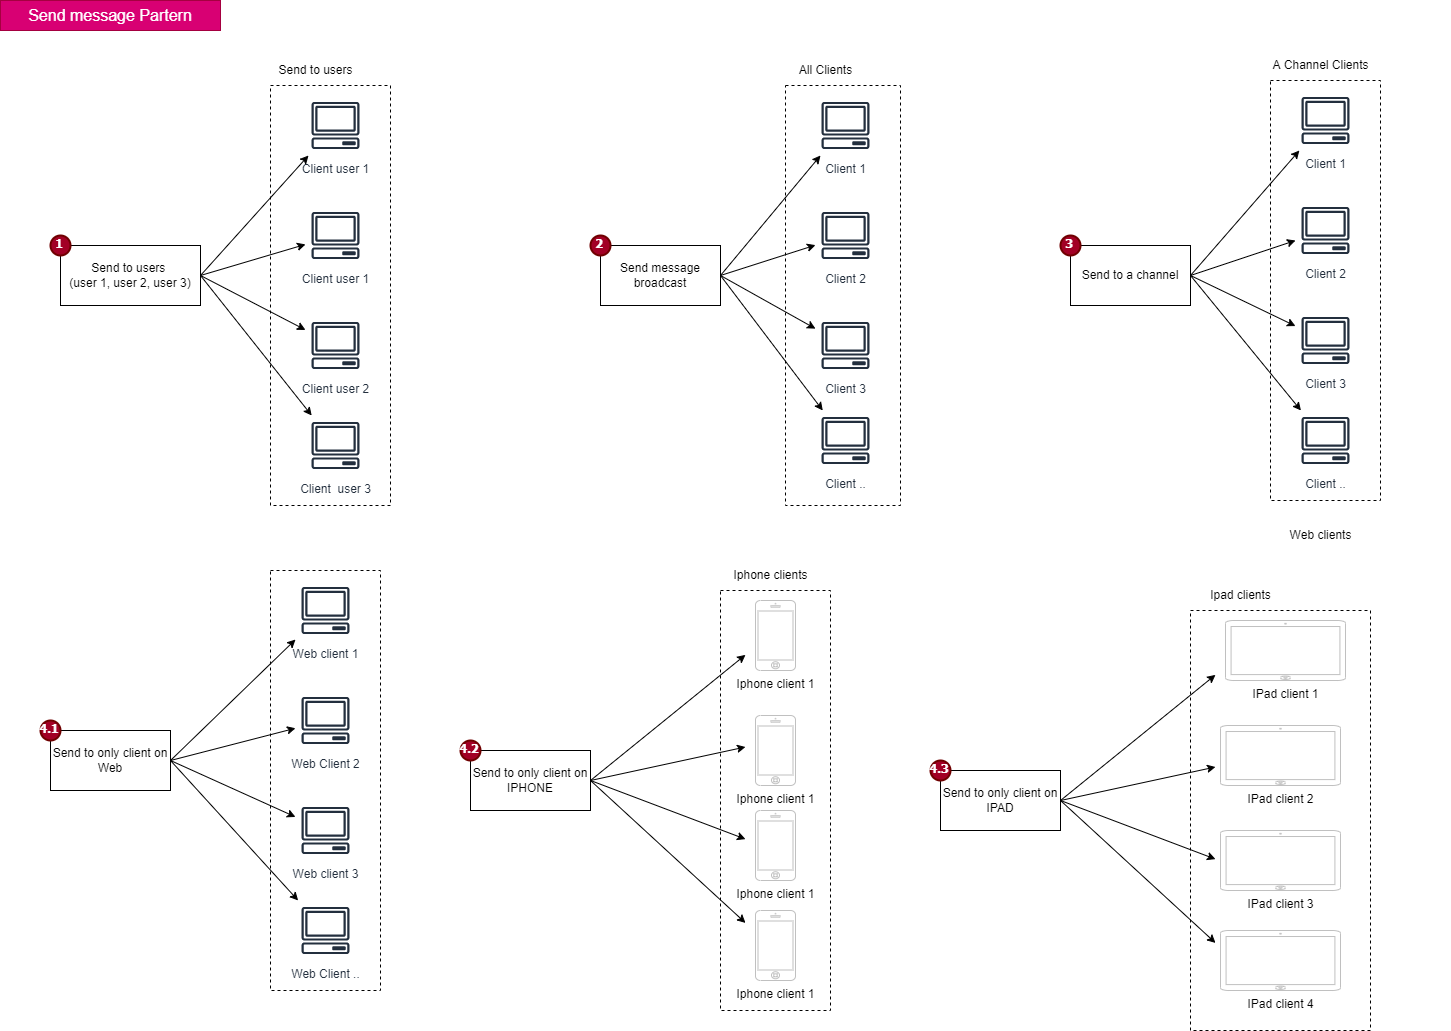 Send message Partern
Send to users
Client user 1
Client user 1
Client user 2
Client  user 3
1
Send to users
(user 1, user 2, user 3)
All Clients
Client 1
Client 2
Client 3
Client ..
2
Send message
broadcast
A Channel Clients
Client 1
Client 2
Client 3
Client ..
3
Send to a channel
Web clients
Web client 1
Web Client 2
Web client 3
Web Client ..
4.1
Send to only client on
Web
Iphone clients
Iphone client 1
Iphone client 1
Iphone client 1
Iphone client 1
4.2
Send to only client on
IPHONE
Ipad clients
IPad client 1
IPad client 2
IPad client 3
IPad client 4
4.3
Send to only client on
IPAD